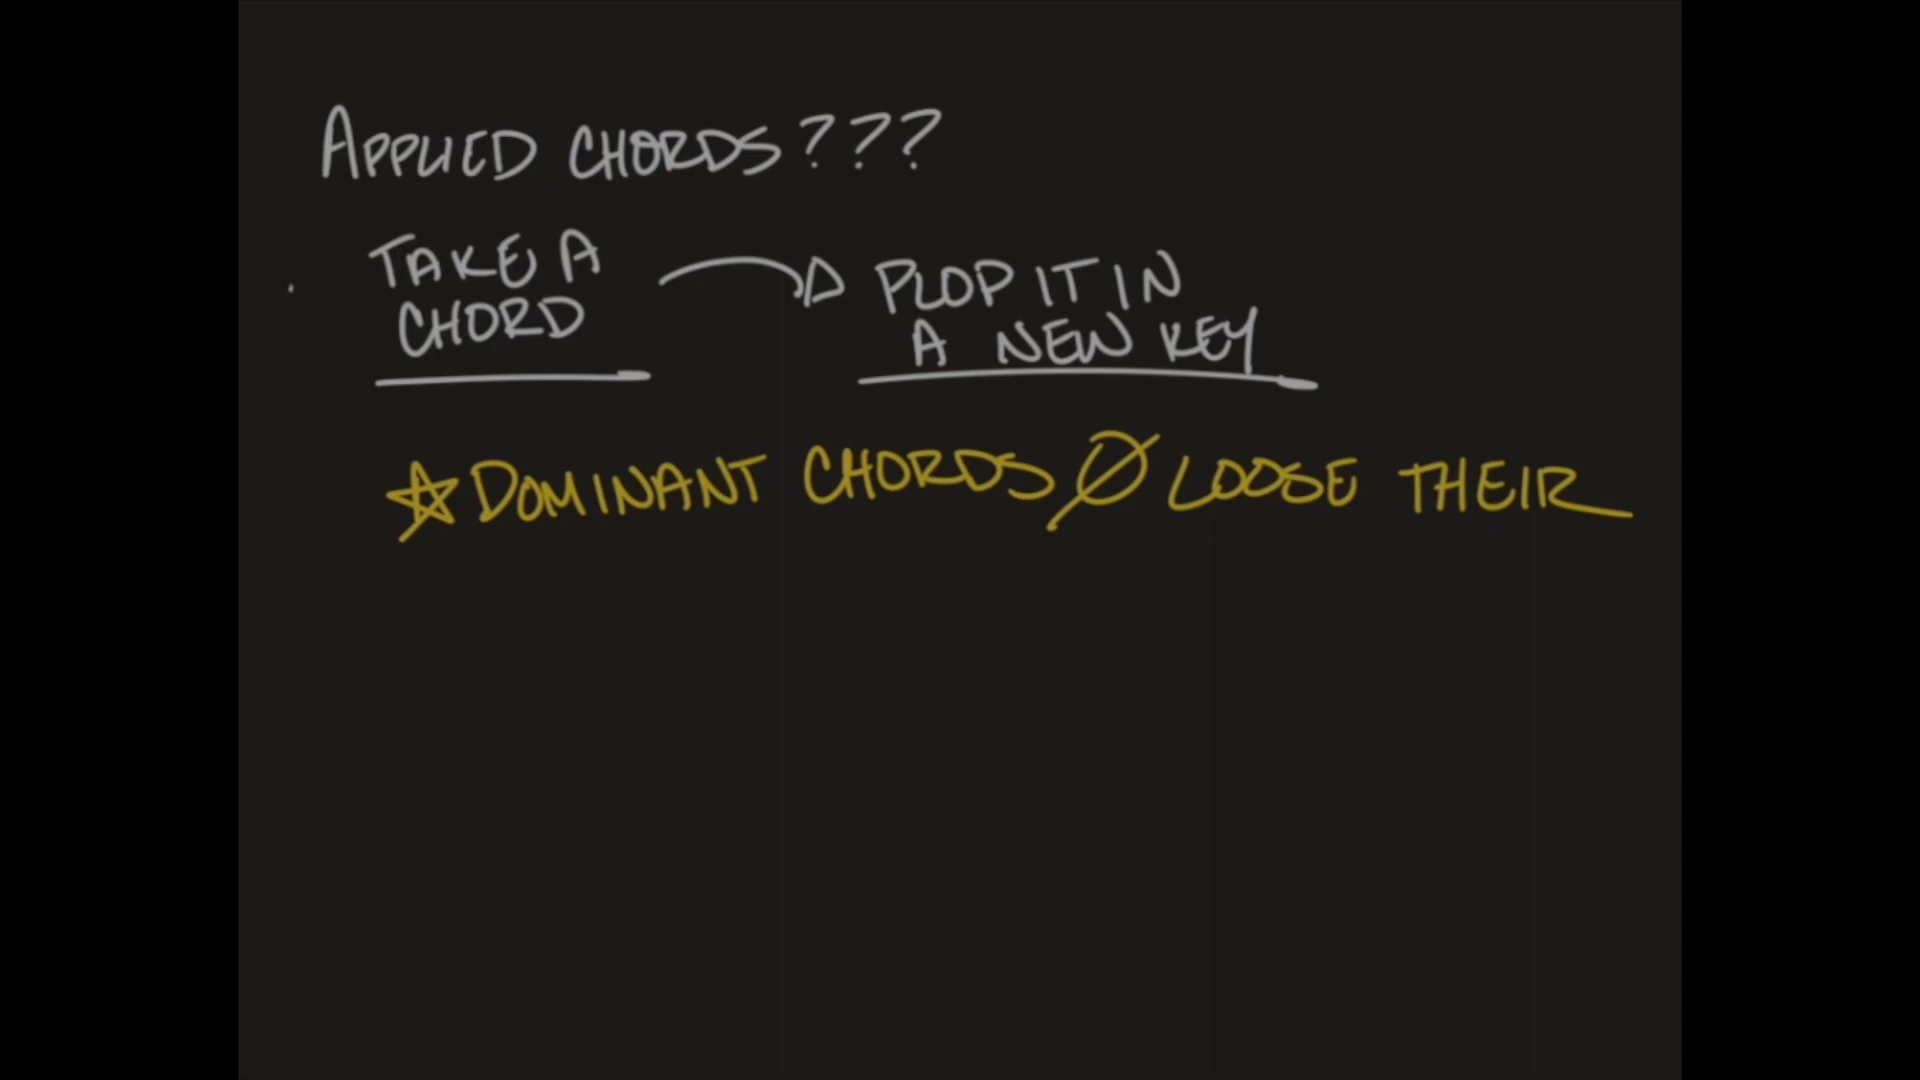 APPLIED CHORDS???
TAKE A
CHORD
PLOP IT IN
A NEW KEY
☆ DOMINANT CHORDS Ø LOOSE THEIR